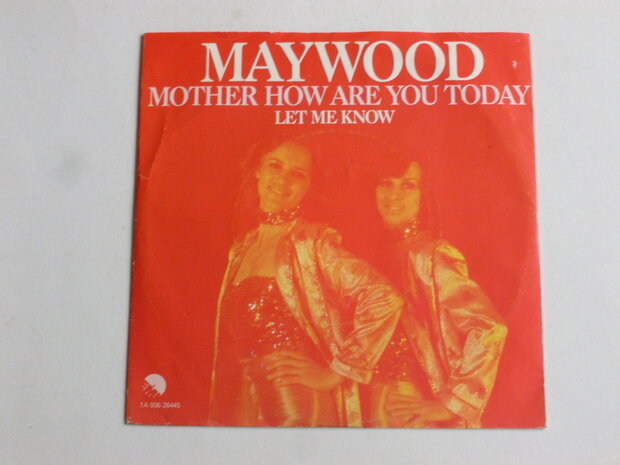 MAYWOOD
MOTHER HOW ARE YOU TODAY
LET ME KNOW
1A 006-26445